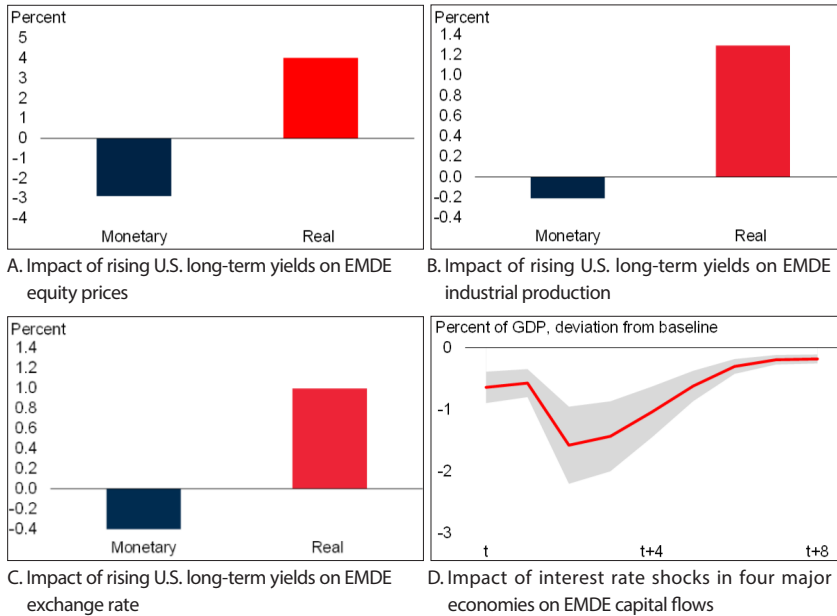 Percent
5
4
3
2
1
0
-1
-2
-3
-4
Monetary Real
A. Impact of rising U.S. long-term yields on EMDE
equity prices
Percent
1.4
1.2
1.0
0.8
0.6
0.4
0.2
0.0
-0.2
-0.4
Monetary Real
B. Impact of rising U.S. long-term yields on EMDE
industrial production
Percent
1.4
1.2
1.0
0.8
0.6
0.4
0.2
0.0
-0.2
-0.4
Monetary Real
C. Impact of rising U.S. long-term yields on EMDE
exchange rate
Percent of GDP, deviation from baseline
0
-1
-2
-3
t t+4 t+8
D. Impact of interest rate shocks in four major
economies on EMDE capital flows